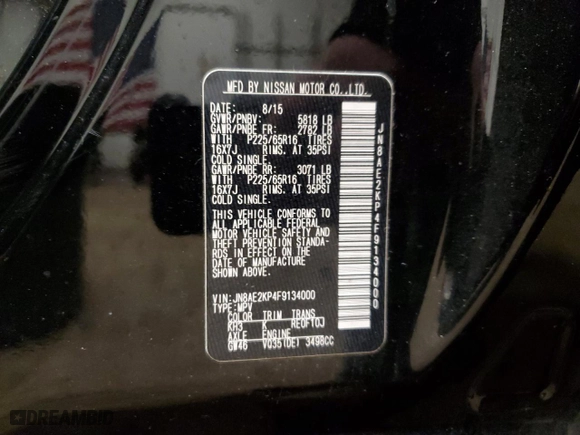 MFD BY NISSAN MOTOR CO.,LTD.
DATE: 8/15
GVWR/PNBV: 5818 LB
GAWR/PNBE FR: 2782 LB
WITH P225/65R16 TIRES
16X7J RIMS. AT 35PSI
COLD SINGLE.
GAWR/PNBE RR: 3071 LB
WITH P225/65R16 TIRES
16X7J RIMS. AT 35PSI
COLD SINGLE.
THIS VEHICLE CONFORMS TO
ALL APPLICABLE FEDERAL
MOTOR VEHICLE SAFETY AND
THEFT PREVENTION STANDA-
RDS IN EFFECT ON THE
DATE OF MANUFACTURE
SHOWN ABOVE.
VIN:JN8AE2KP4F9134000
TYPE:MPV
COLOR TRIM TRANS
KH3 K RE0F10J
AXLE ENGINE
GW46 VQ35(DE) 3498CC
JN8AE2KP4F9134000
DREAMBID